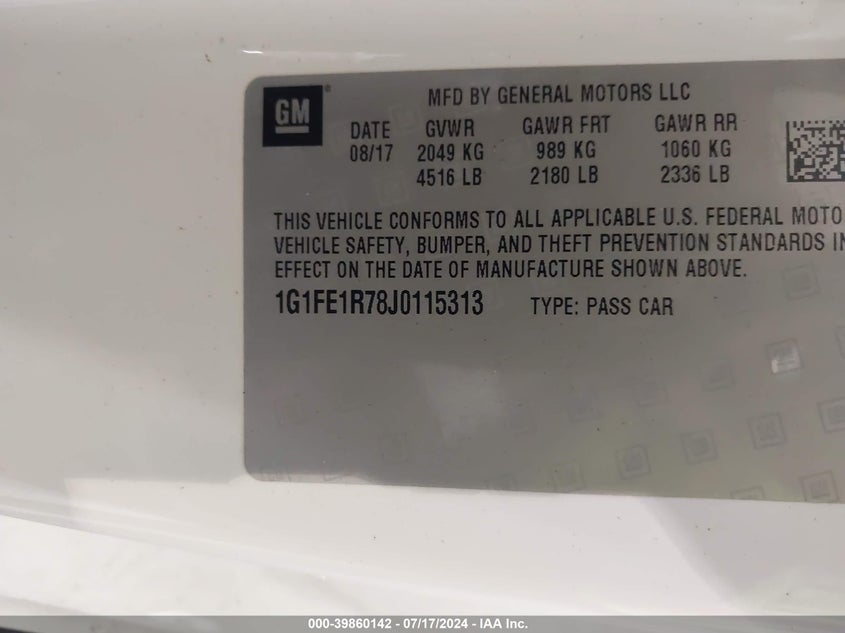 GM
MFD BY GENERAL MOTORS LLC
DATE GVWR GAWR FRT GAWR RR
08/17 2049 KG 989 KG 1060 KG
4516 LB 2180 LB 2336 LB
THIS VEHICLE CONFORMS TO ALL APPLICABLE U.S. FEDERAL MOTO
VEHICLE SAFETY, BUMPER, AND THEFT PREVENTION STANDARDS IN
EFFECT ON THE DATE OF MANUFACTURE SHOWN ABOVE.
1G1FE1R78J0115313 TYPE: PASS CAR
000-39860142 - 07/17/2024 - IAA Inc.